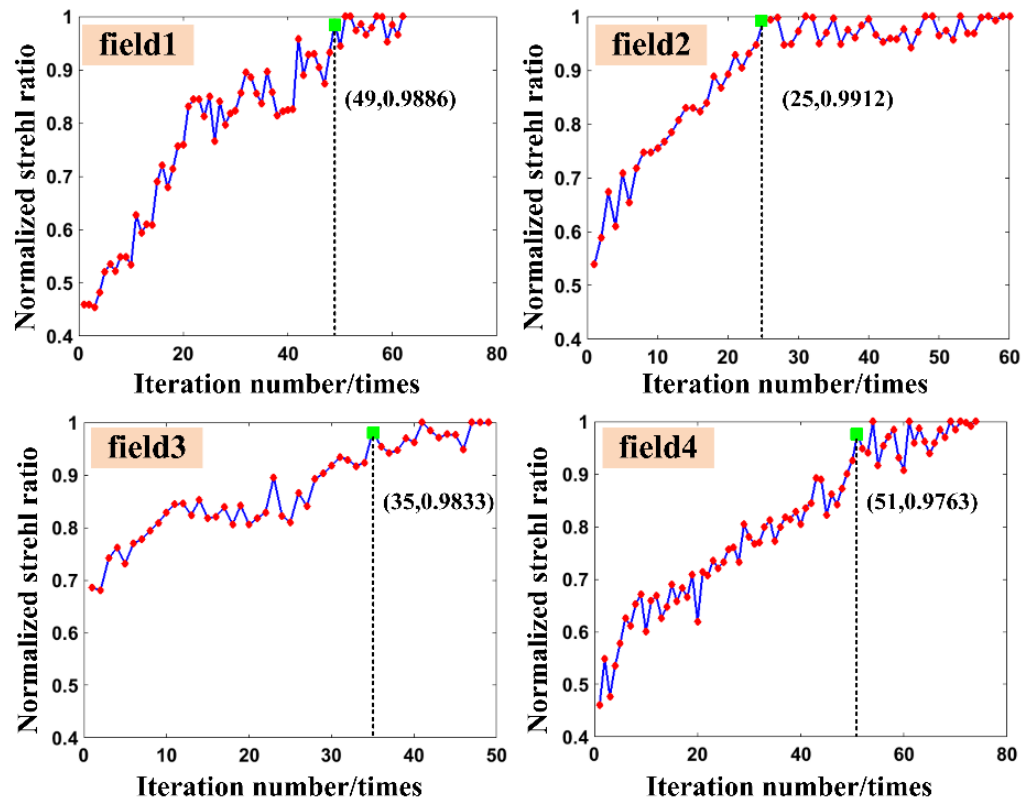 field1
Normalized strehl ratio
1
0.9
0.8
0.7
0.6
0.5
0.4
(49,0.9886)
0 20 40 60 80
Iteration number/times
field2
Normalized strehl ratio
1
0.9
0.8
0.7
0.6
0.5
0.4
(25,0.9912)
0 10 20 30 40 50 60
Iteration number/times
field3
Normalized strehl ratio
1
0.9
0.8
0.7
0.6
0.5
0.4
(35,0.9833)
0 10 20 30 40 50
Iteration number/times
field4
Normalized strehl ratio
1
0.9
0.8
0.7
0.6
0.5
0.4
(51,0.9763)
0 20 40 60 80
Iteration number/times